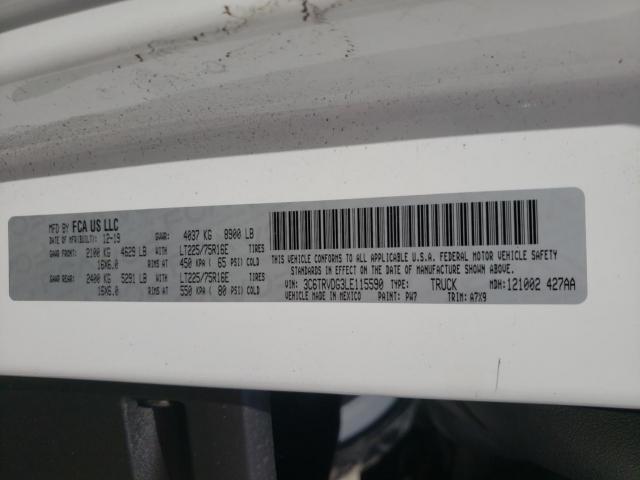 MFD BY FCA US LLC
DATE OF MFR(BUILT): 12-19 GVWR: 4037 KG 8900 LB
GAWR FRONT: 2100 KG 4629 LB WITH LT225/75R16E TIRES
16X6.0 RIMS AT 450 KPA ( 65 PSI) COLD
GAWR REAR: 2400 KG 5291 LB WITH LT225/75R16E TIRES
16X6.0 RIMS AT 550 KPA ( 80 PSI) COLD
THIS VEHICLE CONFORMS TO ALL APPLICABLE U.S.A. FEDERAL MOTOR VEHICLE SAFETY
STANDARDS IN EFFECT ON THE DATE OF MANUFACTURE SHOWN ABOVE.
VIN: 3C6TRVDG3LE115590 TYPE: TRUCK MDH: 121002 427AA
MADE IN MEXICO PAINT: PW7 TRIM: A7X9